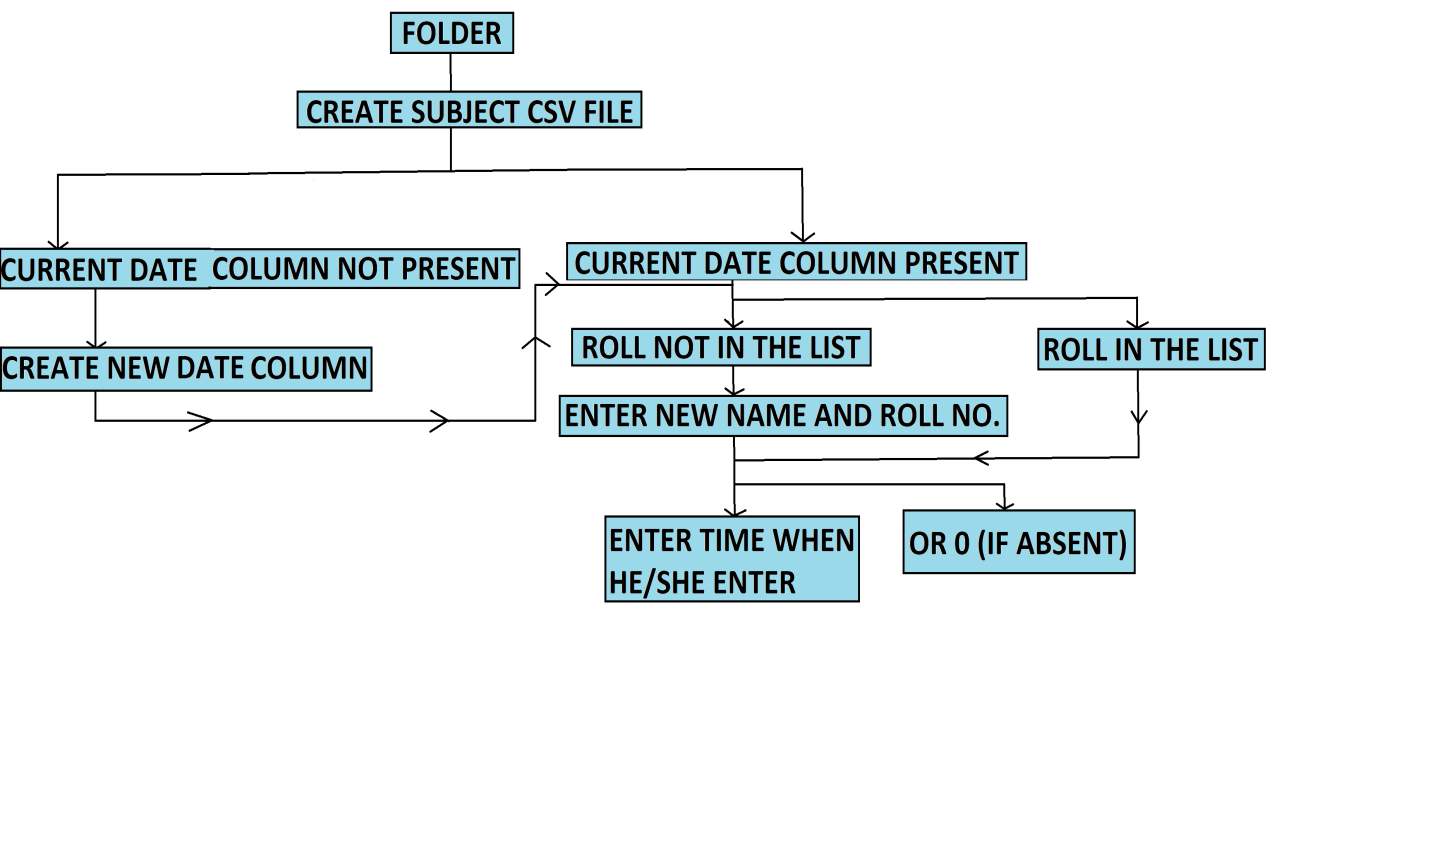 FOLDER
CREATE SUBJECT CSV FILE
CURRENT DATE COLUMN NOT PRESENT
CURRENT DATE COLUMN PRESENT
CREATE NEW DATE COLUMN
ROLL NOT IN THE LIST
ROLL IN THE LIST
ENTER NEW NAME AND ROLL NO.
ENTER TIME WHEN
HE/SHE ENTER
OR 0 (IF ABSENT)